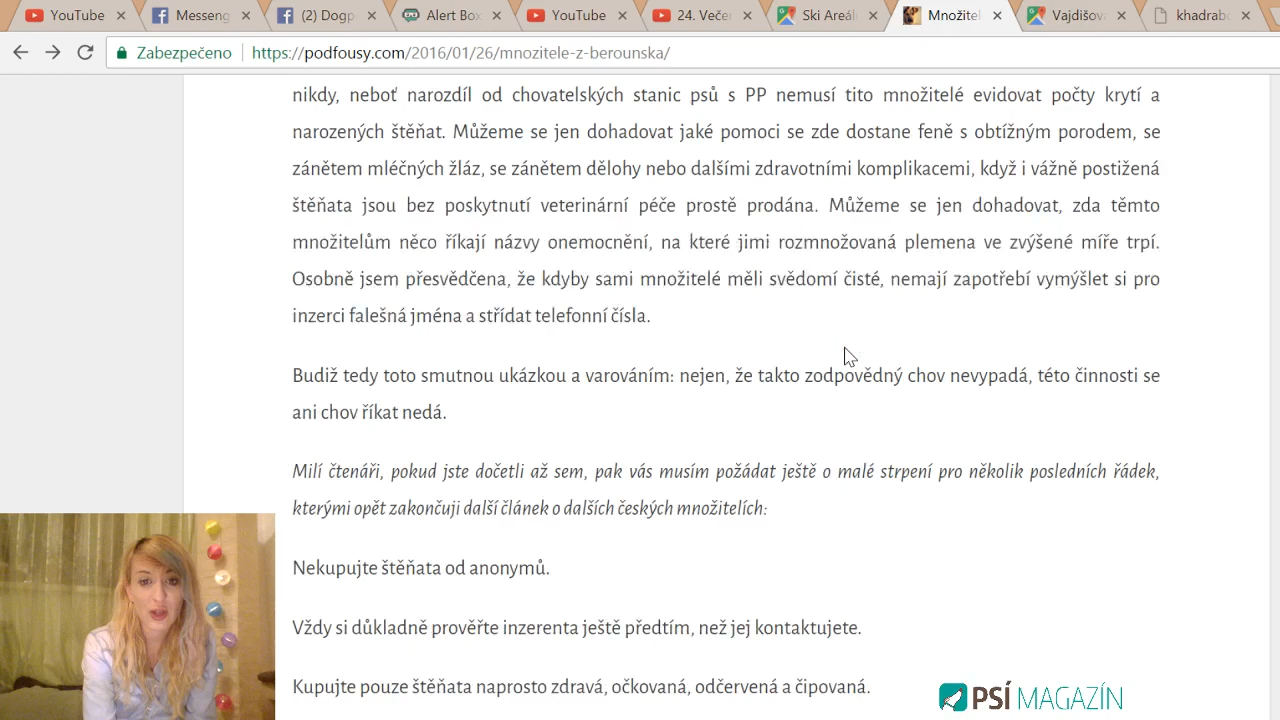 YouTube
Messeng
(2) Dogp
Alert Box
YouTube
24. Večer
Ski Areál
Množitel
Vajdišov
khadrabc
Zabezpečeno https://podfousy.com/2016/01/26/mnozitele-z-berounska/
nikdy, neboť narozdíl od chovatelských stanic psů s PP nemusí tito množitelé evidovat počty krytí a
narozených štěňat. Můžeme se jen dohadovat jaké pomoci se zde dostane feně s obtížným porodem, se
zánětem mléčných žláz, se zánětem dělohy nebo dalšími zdravotními komplikacemi, když i vážně postižená
štěňata jsou bez poskytnutí veterinární péče prostě prodána. Můžeme se jen dohadovat, zda těmto
množitelům něco říkají názvy onemocnění, na které jimi rozmnožovaná plemena ve zvýšené míře trpí.
Osobně jsem přesvědčena, že kdyby sami množitelé měli svědomí čisté, nemají zapotřebí vymýšlet si pro
inzerci falešná jména a střídat telefonní čísla.
Budiž tedy toto smutnou ukázkou a varováním: nejen, že takto zodpovědný chov nevypadá, této činnosti se
ani chov říkat nedá.
Milí čtenáři, pokud jste dočetli až sem, pak vás musím požádat ještě o malé strpení pro několik posledních řádek,
kterými opět zakončuji další článek o dalších českých množitelích:
Nekupujte štěňata od anonymů.
Vždy si důkladně prověřte inzerenta ještě předtím, než jej kontaktujete.
Kupujte pouze štěňata naprosto zdravá, očkovaná, odčervená a čipovaná.
PSÍ MAGAZÍN